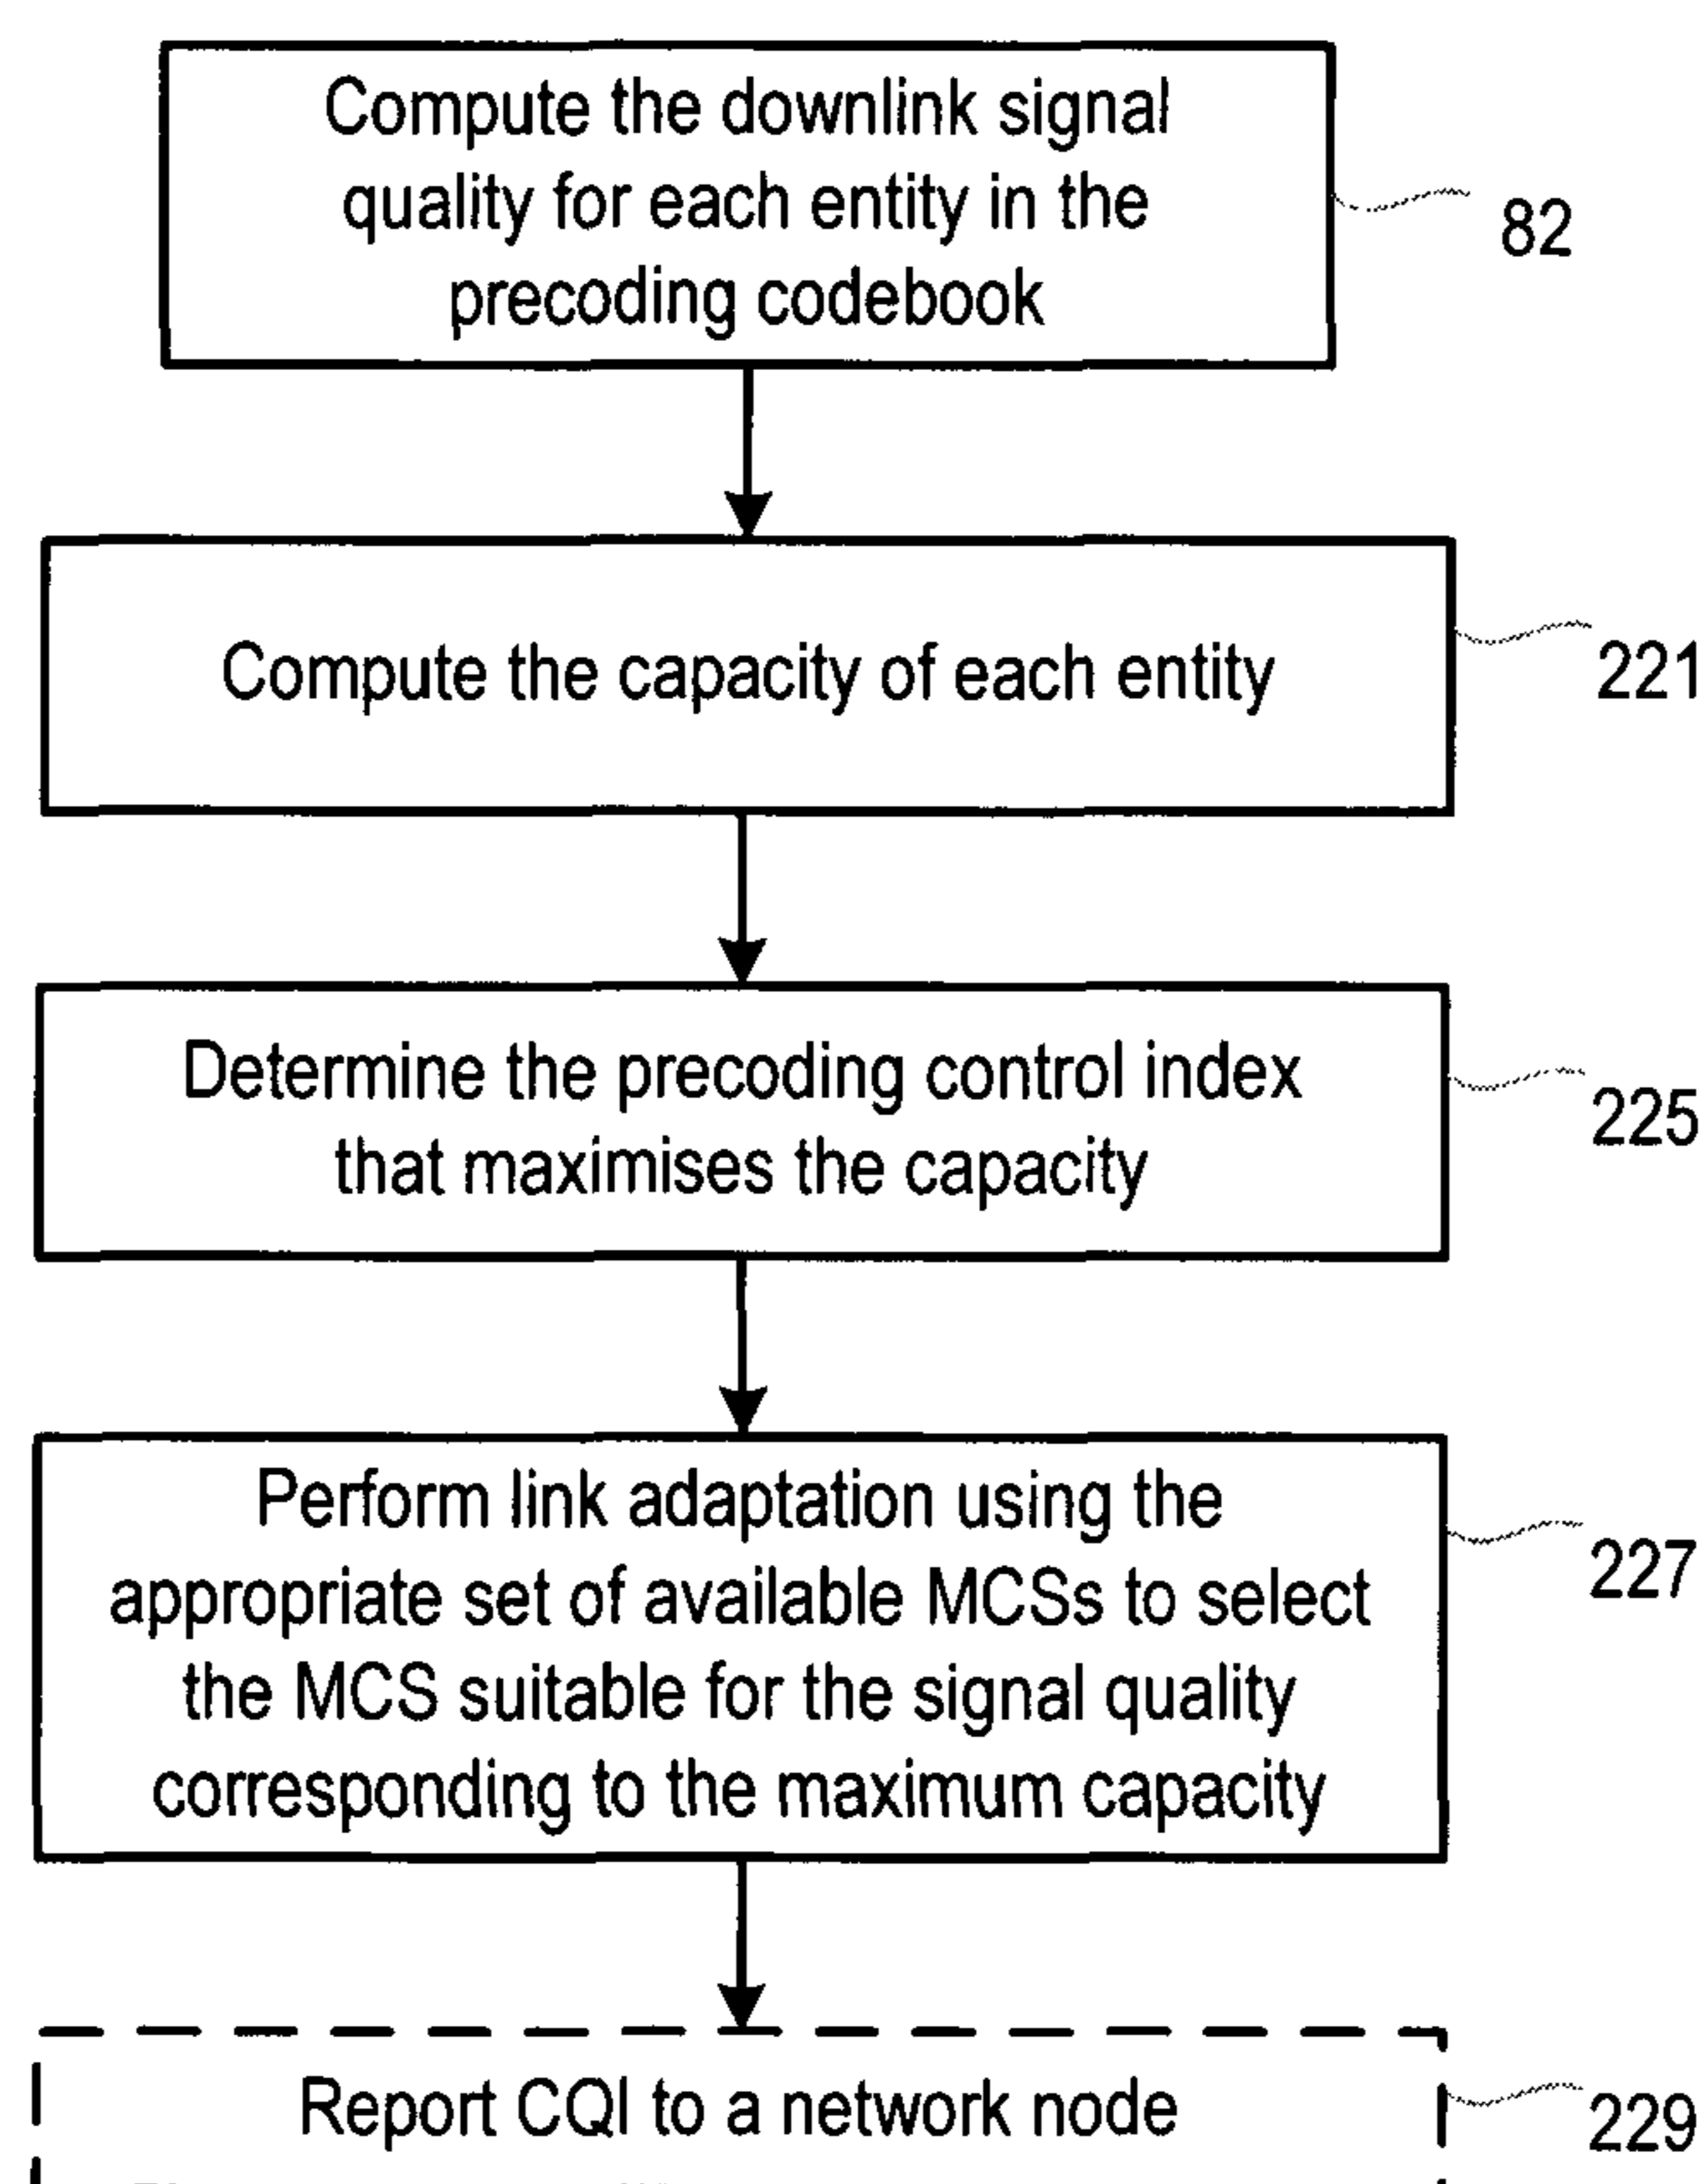 Compute the downlink signal
quality for each entity in the
precoding codebook
82
Compute the capacity of each entity
221
Determine the precoding control index
that maximises the capacity
225
Perform link adaptation using the
appropriate set of available MCSs to select
the MCS suitable for the signal quality
corresponding to the maximum capacity
227
Report CQI to a network node
229